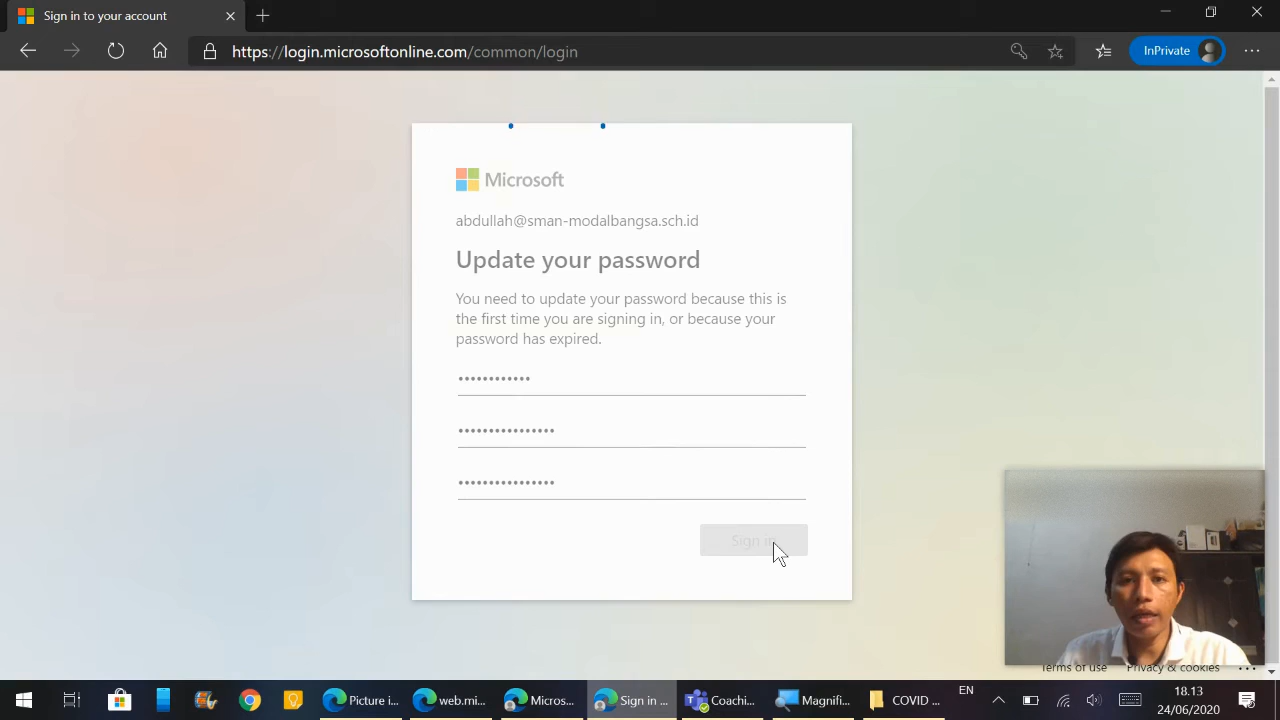 Sign in to your account
https://login.microsoftonline.com/common/login
InPrivate
Microsoft
abdullah@sman-modalbangsa.sch.id
Update your password
You need to update your password because this is
the first time you are signing in, or because your
password has expired.
••••••••••••
••••••••••••••••
••••••••••••••••
Sign in
Terms of use Privacy & cookies
Picture i...
web.mi...
Micros...
Sign in ...
Coachi...
Magnifi...
COVID ...
EN
18.13
24/06/2020